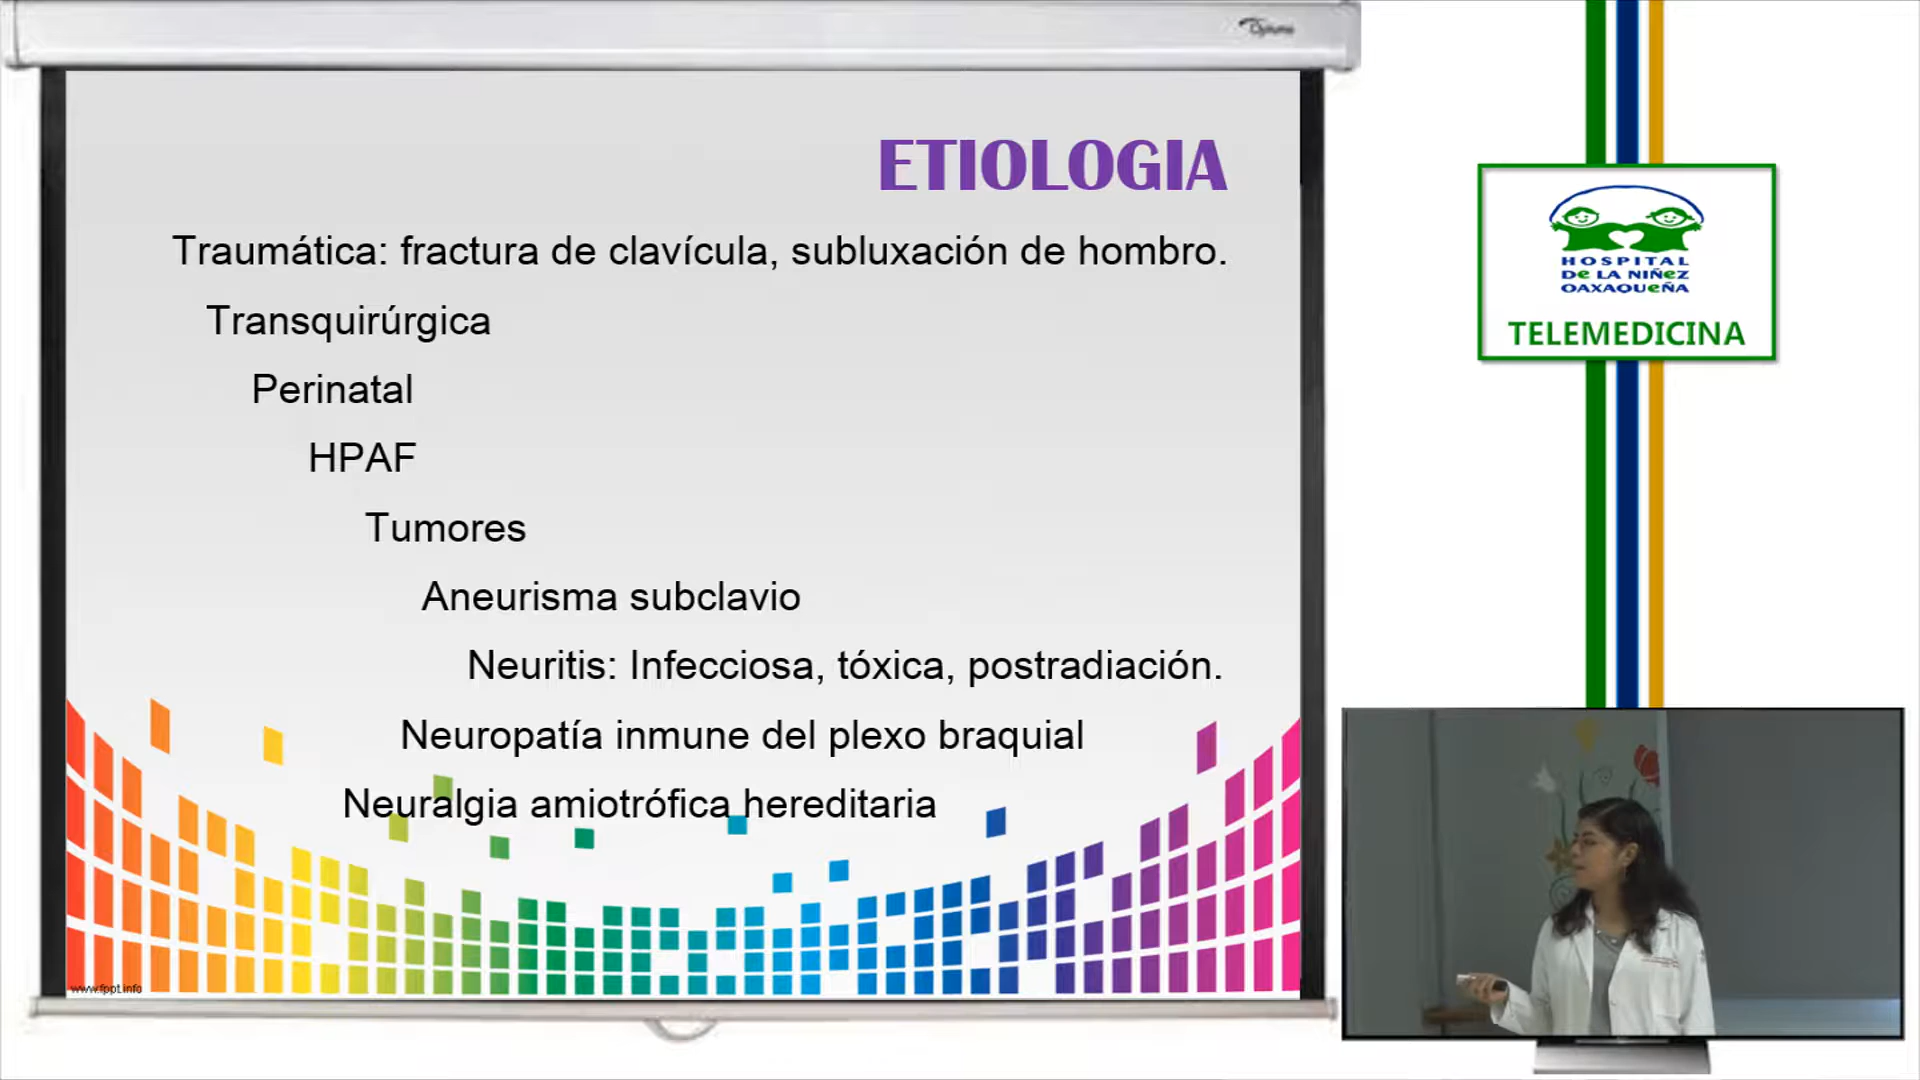 ETIOLOGIA
Traumática: fractura de clavícula, subluxación de hombro.
Transquirúrgica
Perinatal
HPAF
Tumores
Aneurisma subclavio
Neuritis: Infecciosa, tóxica, postradiación.
Neuropatía inmune del plexo braquial
Neuralgia amiotrófica hereditaria
www.fppt.info
HOSPITAL
De LA NIÑeZ
OAXAQUeÑA
TELEMEDICINA